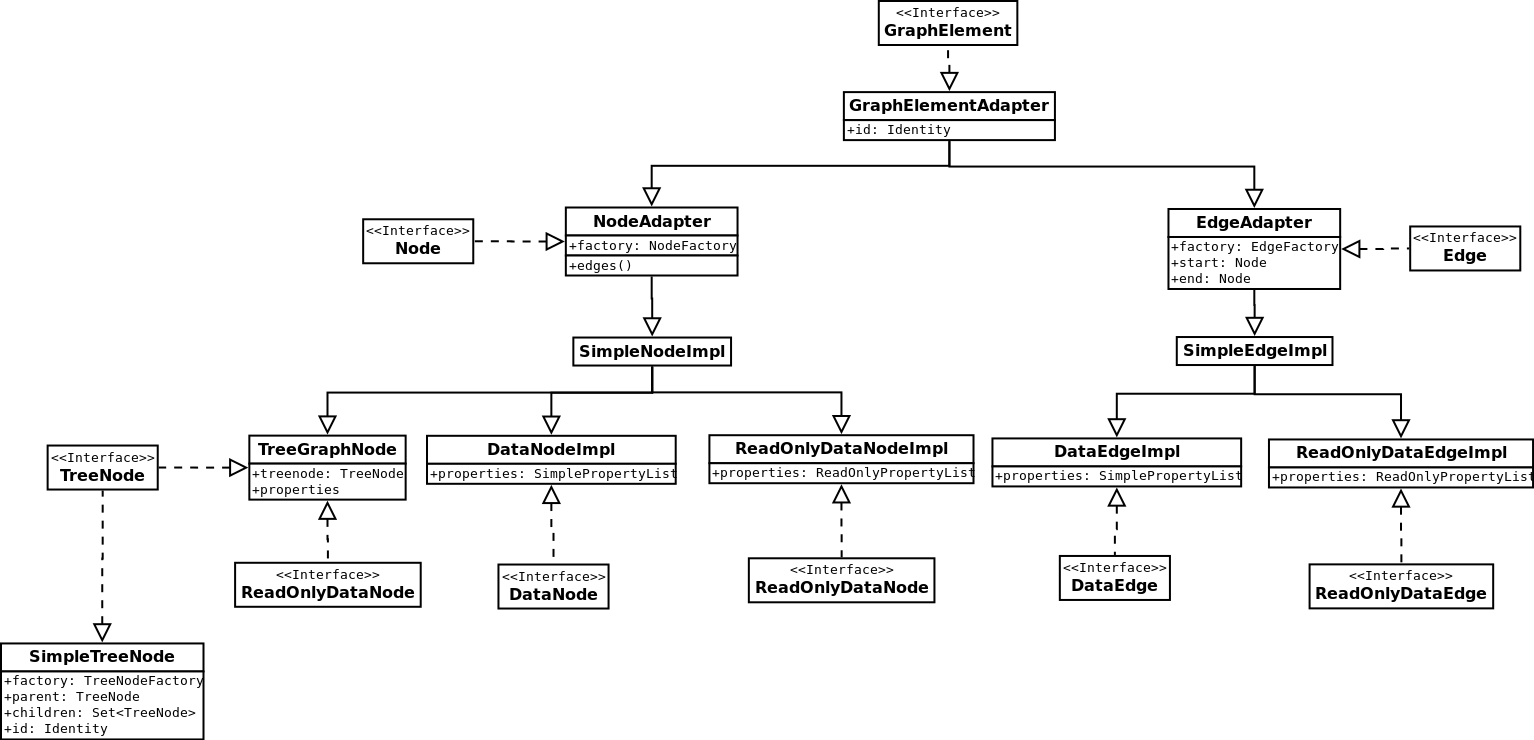 <<Interface>>
GraphElement
GraphElementAdapter
+id: Identity
<<Interface>>
Node
NodeAdapter
+factory: NodeFactory
+edges()
EdgeAdapter
+factory: EdgeFactory
+start: Node
+end: Node
<<Interface>>
Edge
SimpleNodeImpl
SimpleEdgeImpl
<<Interface>>
TreeNode
TreeGraphNode
+treenode: TreeNode
+properties
DataNodeImpl
+properties: SimplePropertyList
ReadOnlyDataNodeImpl
+properties: ReadOnlyPropertyList
DataEdgeImpl
+properties: SimplePropertyList
ReadOnlyDataEdgeImpl
+properties: ReadOnlyPropertyList
<<Interface>>
ReadOnlyDataNode
<<Interface>>
DataNode
<<Interface>>
ReadOnlyDataNode
<<Interface>>
DataEdge
<<Interface>>
ReadOnlyDataEdge
SimpleTreeNode
+factory: TreeNodeFactory
+parent: TreeNode
+children: Set<TreeNode>
+id: Identity